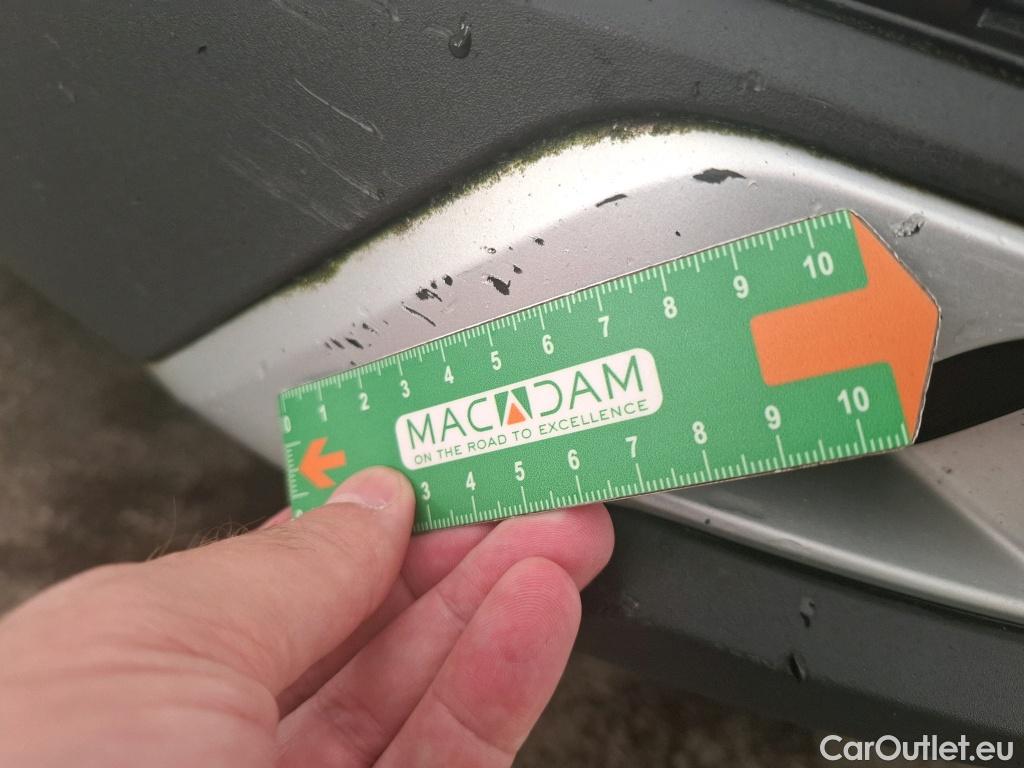 0 1 2 3 4 5 6 7 8 9 10
MACADAM
ON THE ROAD TO EXCELLENCE
3 4 5 6 7 8 9 10
CarOutlet.eu